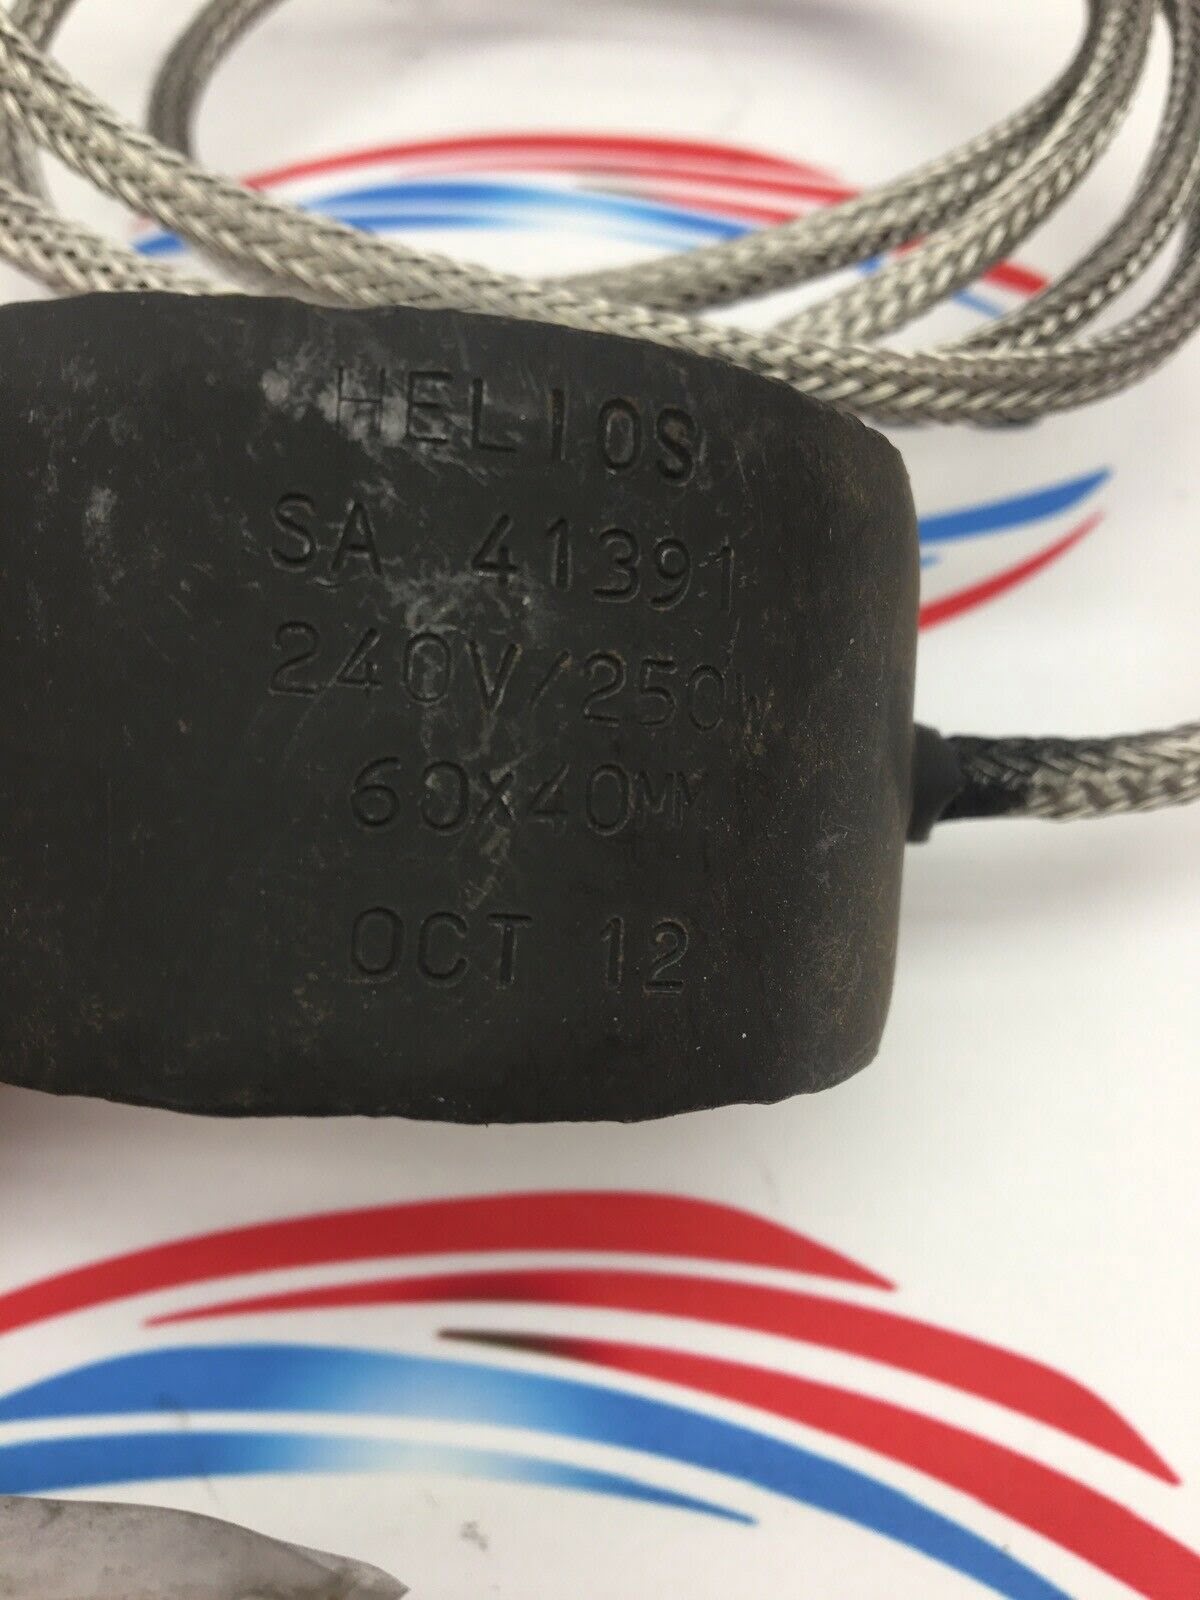 HELIOS
SA 41391
240V/250W
60X40MM
OCT 12